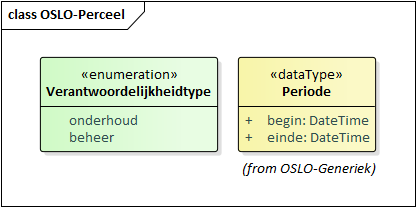 class OSLO-Perceel
«enumeration»
Verantwoordelijkheidtype
onderhoud
beheer
«dataType»
Periode
+ begin: DateTime
+ einde: DateTime
(from OSLO-Generiek)